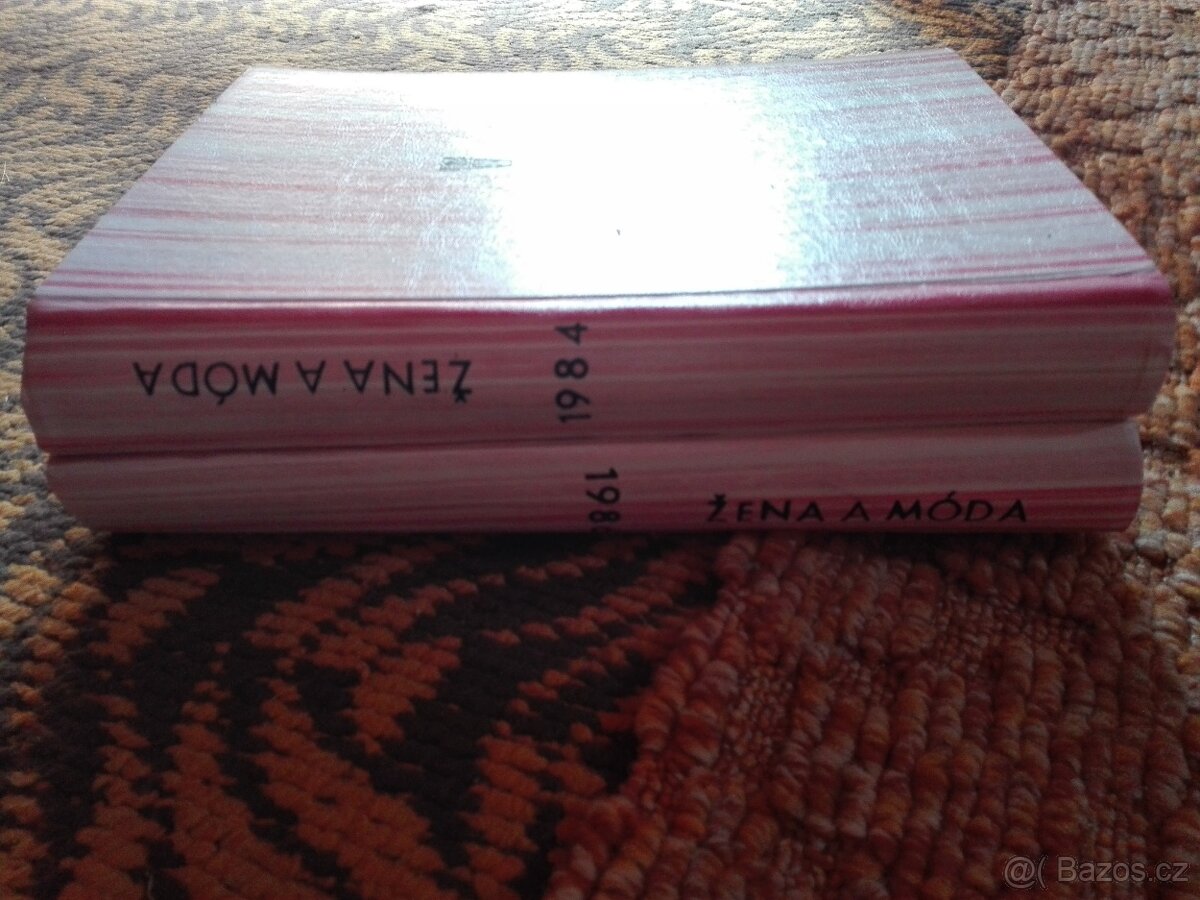 ŽENA A MÓDA
1984
198
ŽENA A MÓDA
@( Bazos.cz